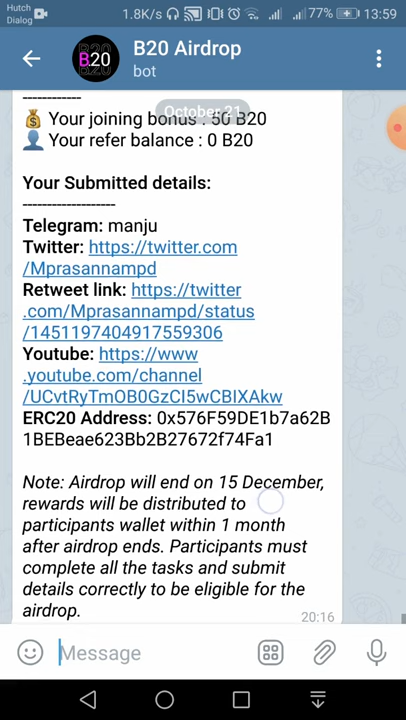 Hutch
Dialog
1.8K/s
77%
13:59
B20
B20 Airdrop
bot
------------
October 21
Your joining bonus : 50 B20
Your refer balance : 0 B20
Your Submitted details:
-------------------
Telegram: manju
Twitter: https://twitter.com
/Mprasannampd
Retweet link: https://twitter
.com/Mprasannampd/status
/1451197404917559306
Youtube: https://www
.youtube.com/channel
/UCvtRyTmOB0GzCI5wCBIXAkw
ERC20 Address: 0x576F59DE1b7a62B
1BEBeae623Bb2B27672f74Fa1
Note: Airdrop will end on 15 December,
rewards will be distributed to
participants wallet within 1 month
after airdrop ends. Participants must
complete all the tasks and submit
details correctly to be eligible for the
airdrop.
20:16
Message